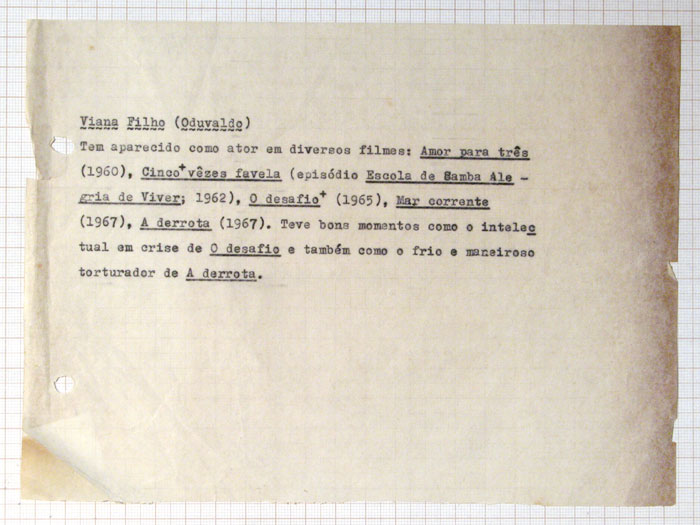 Viana Filho (Oduvaldo)
Tem aparecido como ator em diversos filmes: Amor para três
(1960), Cinco+vêzes favela (episódio Escola de Samba Ale -
gria de Viver; 1962), O desafio+ (1965), Mar corrente
(1967), A derrota (1967). Teve bons momentos como o intelec
tual em crise de O desafio e também como o frio e maneiroso
torturador de A derrota.